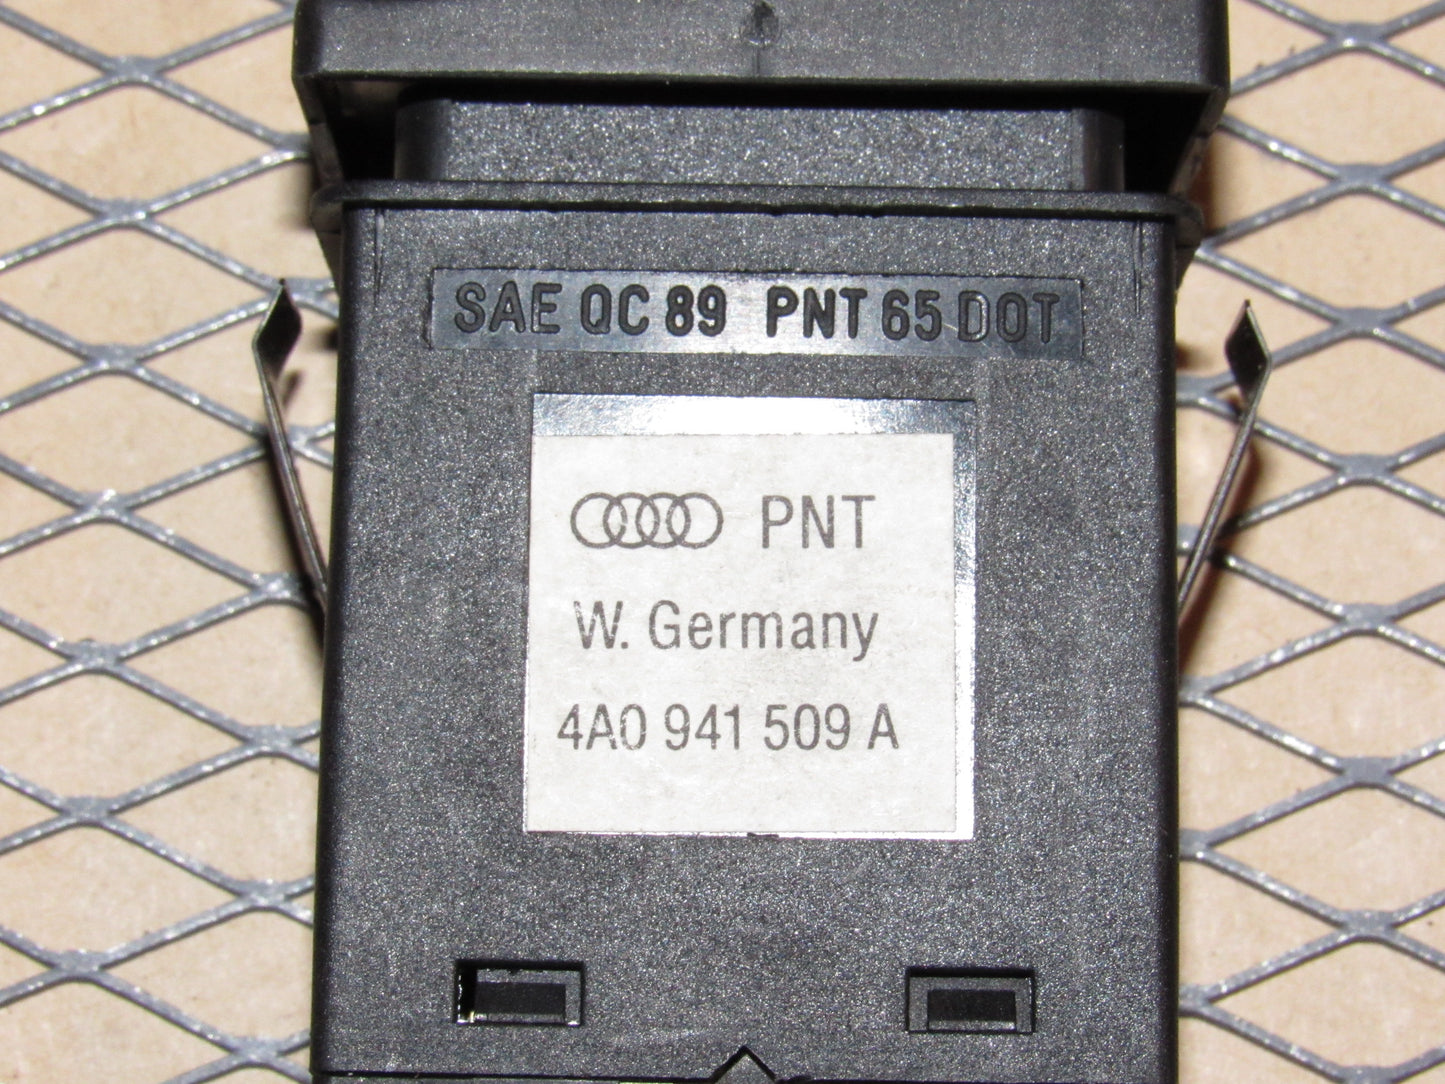 SAE QC 89 PNT 65 DOT
PNT
W. Germany
4A0 941 509 A